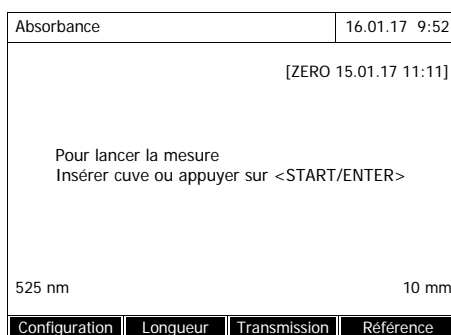 Absorbance 16.01.17 9:52
[ZERO 15.01.17 11:11]
Pour lancer la mesure
Insérer cuve ou appuyer sur <START/ENTER>
525 nm 10 mm
Configuration Longueur Transmission Référence